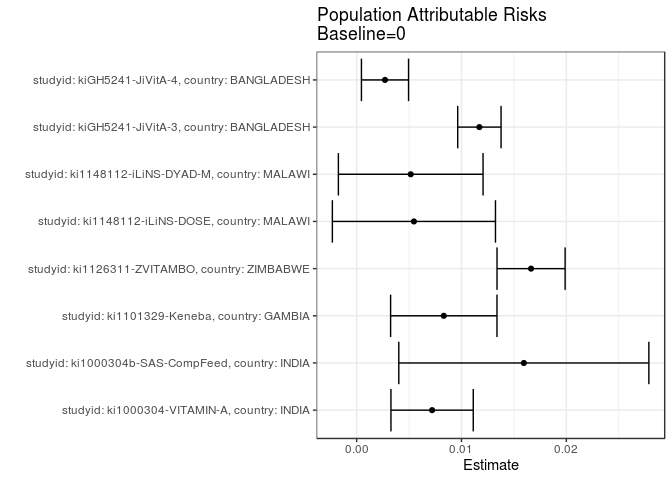 Population Attributable Risks
Baseline=0
studyid: kiGH5241-JiVitA-4, country: BANGLADESH
studyid: kiGH5241-JiVitA-3, country: BANGLADESH
studyid: ki1148112-iLiNS-DYAD-M, country: MALAWI
studyid: ki1148112-iLiNS-DOSE, country: MALAWI
studyid: ki1126311-ZVITAMBO, country: ZIMBABWE
studyid: ki1101329-Keneba, country: GAMBIA
studyid: ki1000304b-SAS-CompFeed, country: INDIA
studyid: ki1000304-VITAMIN-A, country: INDIA
0.00 0.01 0.02
Estimate